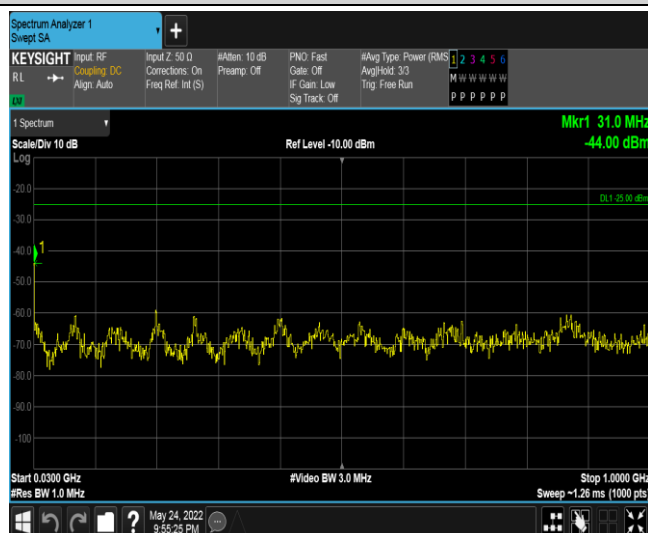 Spectrum Analyzer 1
Swept SA
+
KEYSIGHT
RL
LXI
Input: RF
Coupling: DC
Align: Auto
Input Z: 50 Ω
Corrections: On
Freq Ref: Int (S)
#Atten: 10 dB
Preamp: Off
PNO: Fast
Gate: Off
IF Gain: Low
Sig Track: Off
#Avg Type: Power (RMS
Avg|Hold: 3/3
Trig: Free Run
1 2 3 4 5 6
M W W W W W
P P P P P P
1 Spectrum
Scale/Div 10 dB
Ref Level -10.00 dBm
Mkr1 31.0 MHz
-44.00 dBm
Log
DL1 -25.00 dBm
1
-20.0
-30.0
-40.0
-50.0
-60.0
-70.0
-80.0
-90.0
-100
Start 0.0300 GHz
#Video BW 3.0 MHz
Stop 1.0000 GHz
#Res BW 1.0 MHz
Sweep ~1.26 ms (1000 pts)
?
May 24, 2022
9:55:25 PM